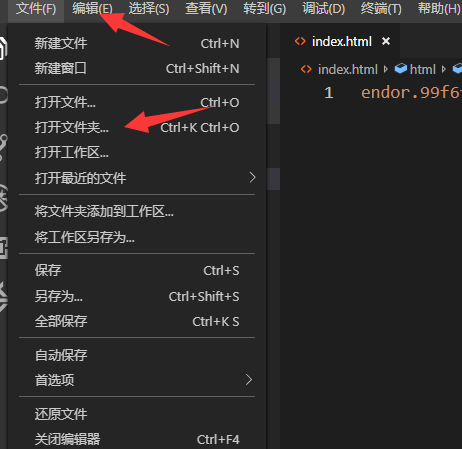 文件(F) 编辑(E) 选择(S) 查看(V) 转到(G) 调试(D) 终端(T) 帮助(H)
新建文件 Ctrl+N
新建窗口 Ctrl+Shift+N
打开文件... Ctrl+O
打开文件夹... Ctrl+K Ctrl+O
打开工作区...
打开最近的文件
将文件夹添加到工作区...
将工作区另存为...
保存 Ctrl+S
另存为... Ctrl+Shift+S
全部保存 Ctrl+K S
自动保存
首选项
还原文件
关闭编辑器 Ctrl+F4
index.html
index.html html
1 endor.99f6